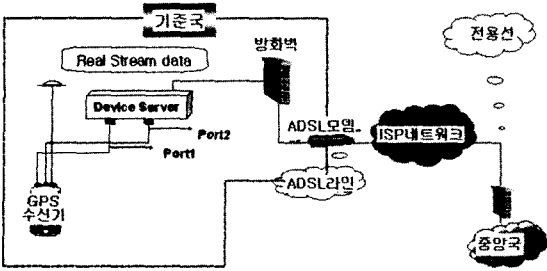 기준국
전용선
방화벽
Real Stream data
Device Server
Port2
Port1
ADSL모뎀
ISP네트워크
ADSL라인
GPS
수신기
중앙국